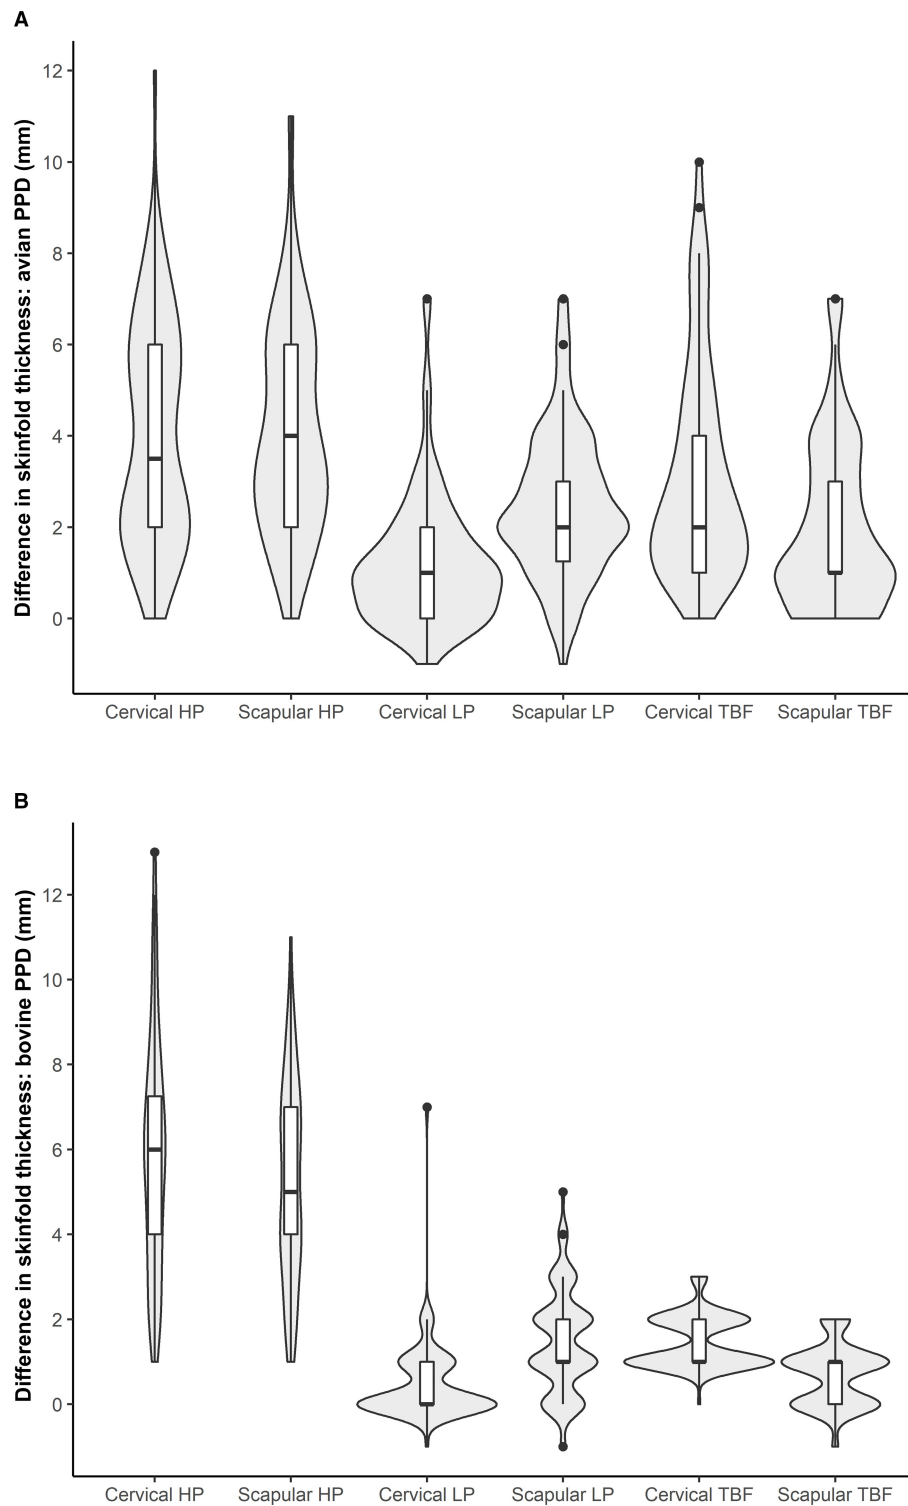 A
Difference in skinfold thickness: avian PPD (mm)
12
10
8
6
4
2
0
Cervical HP Scapular HP Cervical LP Scapular LP Cervical TBF Scapular TBF
B
Difference in skinfold thickness: bovine PPD (mm)
12
10
8
6
4
2
0
Cervical HP Scapular HP Cervical LP Scapular LP Cervical TBF Scapular TBF